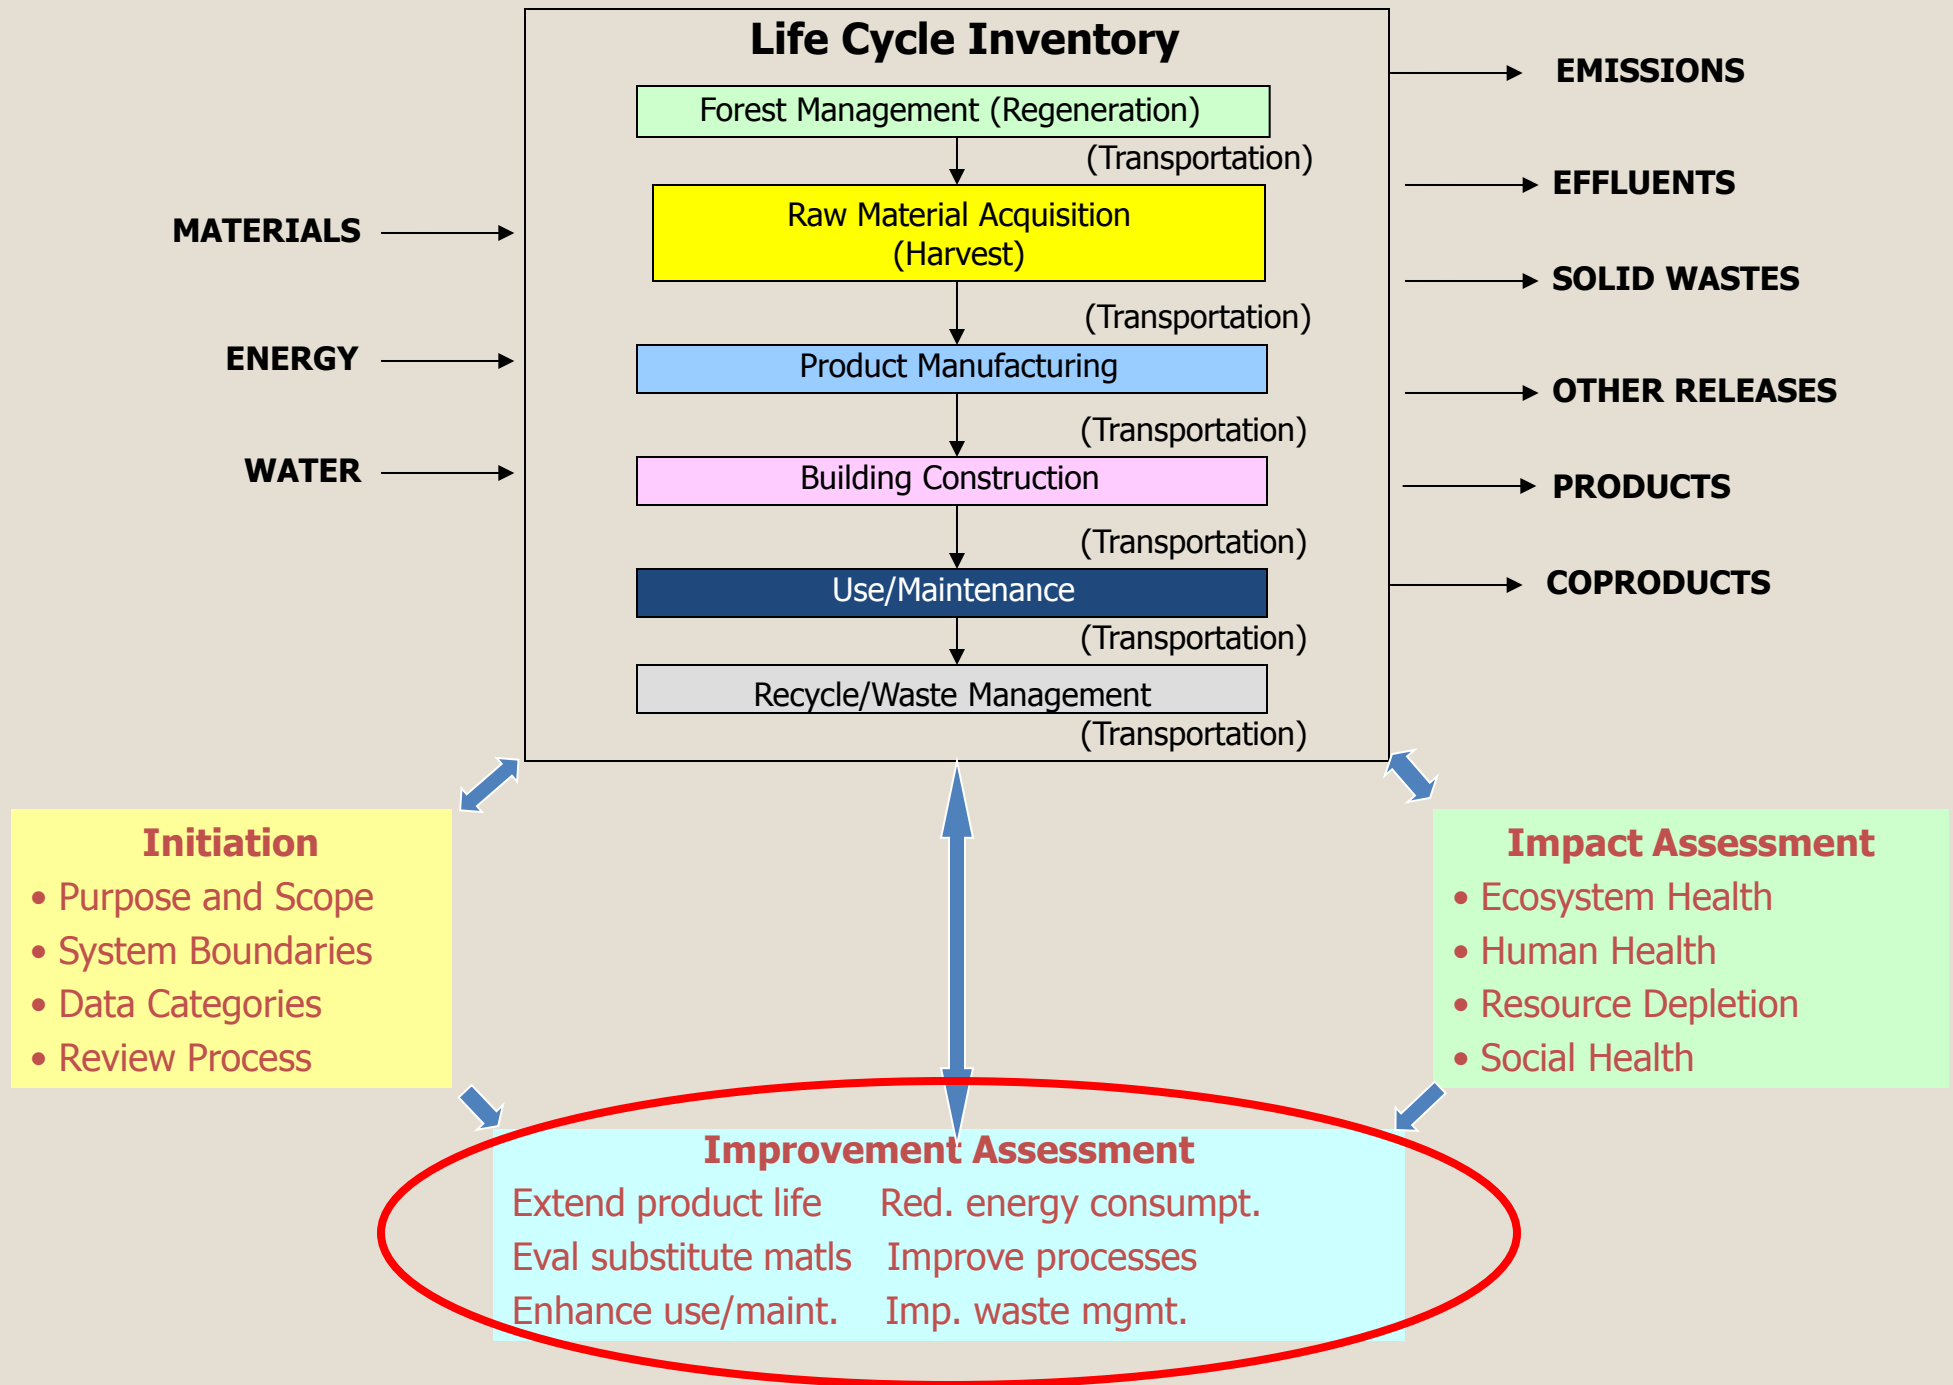 Life Cycle Inventory
Forest Management (Regeneration)
(Transportation)
Raw Material Acquisition
(Harvest)
(Transportation)
Product Manufacturing
(Transportation)
Building Construction
(Transportation)
Use/Maintenance
(Transportation)
Recycle/Waste Management
(Transportation)
MATERIALS
ENERGY
WATER
EMISSIONS
EFFLUENTS
SOLID WASTES
OTHER RELEASES
PRODUCTS
COPRODUCTS
Initiation
• Purpose and Scope
• System Boundaries
• Data Categories
• Review Process
Impact Assessment
• Ecosystem Health
• Human Health
• Resource Depletion
• Social Health
Improvement Assessment
Extend product life Red. energy consumpt.
Eval substitute matls Improve processes
Enhance use/maint. Imp. waste mgmt.